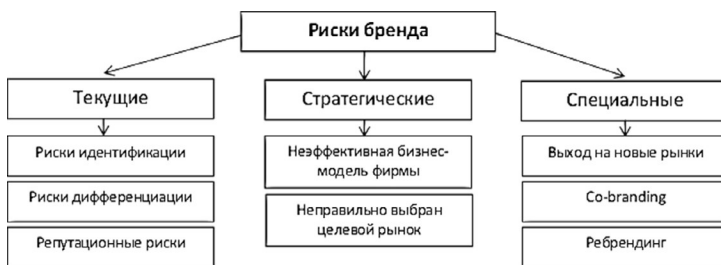 Риски бренда
Текущие
Стратегические
Специальные
Риски идентификации
Риски дифференциации
Репутационные риски
Неэффективная бизнес-
модель фирмы
Неправильно выбран
целевой рынок
Выход на новые рынки
Co-branding
Ребрендинг